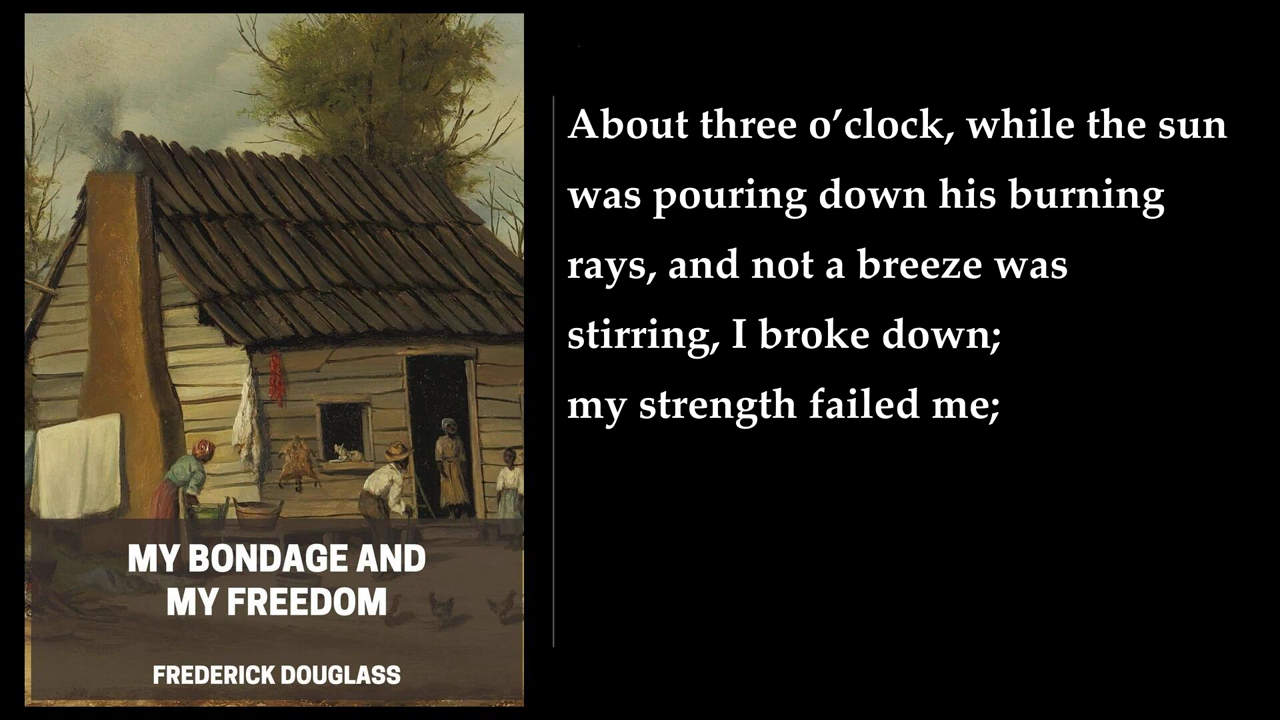 About three o’clock, while the sun
was pouring down his burning
rays, and not a breeze was
stirring, I broke down;
my strength failed me;
MY BONDAGE AND
MY FREEDOM
FREDERICK DOUGLASS